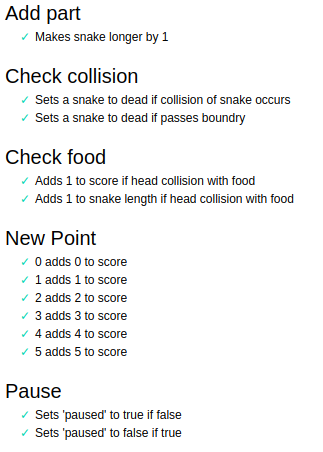 Add part
✓ Makes snake longer by 1
Check collision
✓ Sets a snake to dead if collision of snake occurs
✓ Sets a snake to dead if passes boundry
Check food
✓ Adds 1 to score if head collision with food
✓ Adds 1 to snake length if head collision with food
New Point
✓ 0 adds 0 to score
✓ 1 adds 1 to score
✓ 2 adds 2 to score
✓ 3 adds 3 to score
✓ 4 adds 4 to score
✓ 5 adds 5 to score
Pause
✓ Sets 'paused' to true if false
✓ Sets 'paused' to false if true